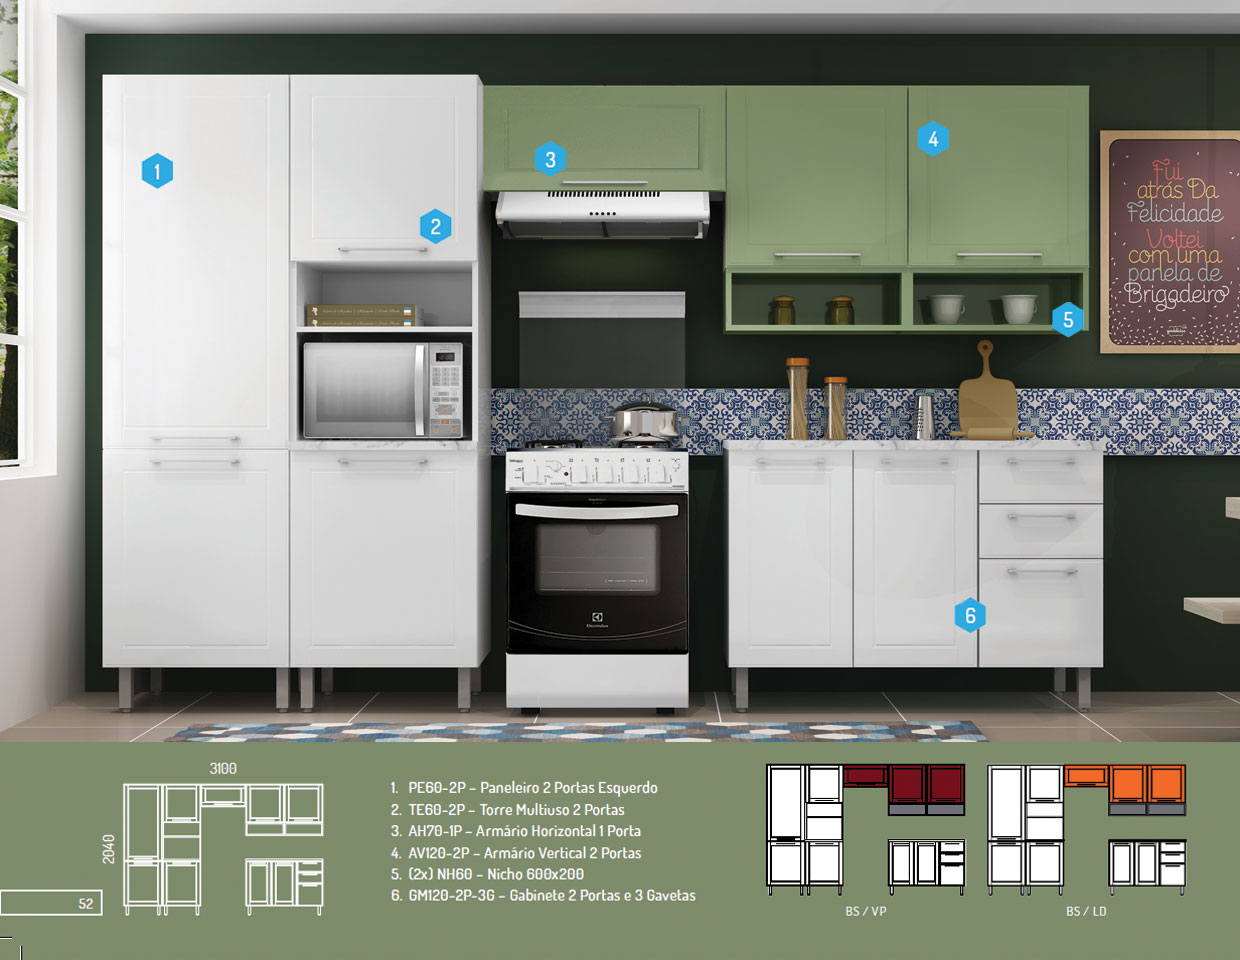 1
2
3
4
5
6
Fui
atrás Da
Felicidade
Voltei
com uma
panela de
Brigadeiro
Electrolux
3100
2040
52
1. PE60-2P – Paneleiro 2 Portas Esquerdo
2. TE60-2P – Torre Multiuso 2 Portas
3. AH70-1P – Armário Horizontal 1 Porta
4. AV120-2P – Armário Vertical 2 Portas
5. (2x) NH60 – Nicho 600x200
6. GM120-2P-3G – Gabinete 2 Portas e 3 Gavetas
BS / VP
BS / LD